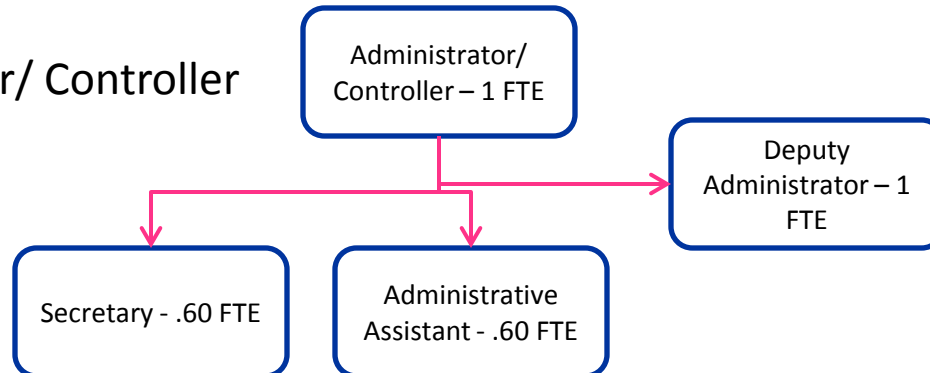 r/ Controller
Administrator/
Controller – 1 FTE
Deputy
Administrator – 1
FTE
Secretary - .60 FTE
Administrative
Assistant - .60 FTE